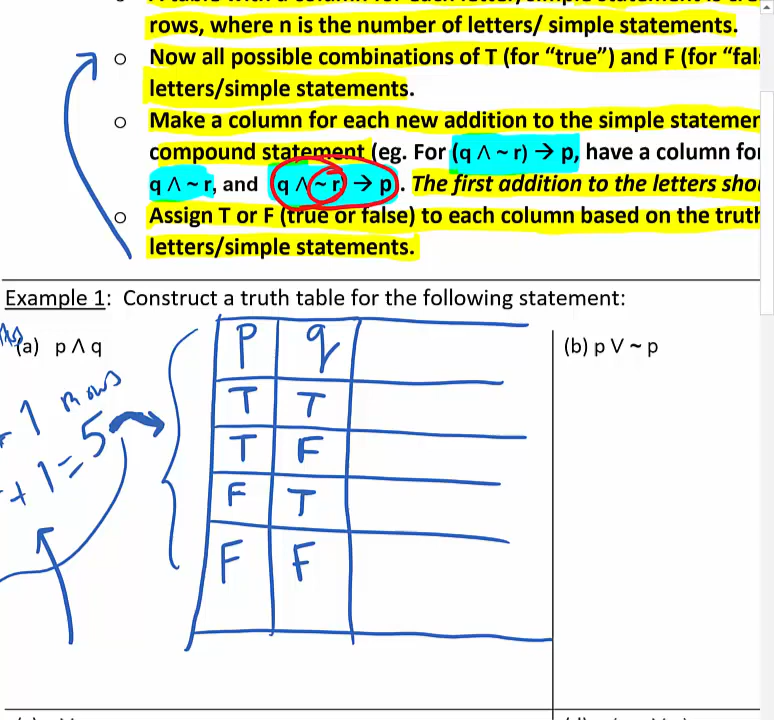 rows, where n is the number of letters/ simple statements.
o Now all possible combinations of T (for “true”) and F (for “fal
letters/simple statements.
o Make a column for each new addition to the simple statemer
compound statement (eg. For (q ∧ ~ r) → p, have a column fo
q ∧ ~ r, and (q ∧ ~ r) → p). The first addition to the letters sho
o Assign T or F (true or false) to each column based on the truth
letters/simple statements.
Example 1: Construct a truth table for the following statement:
(a) p ∧ q
(b) p ∨ ~ p
1 rows
+ 1 = 5
p q
T T
T F
F T
F F